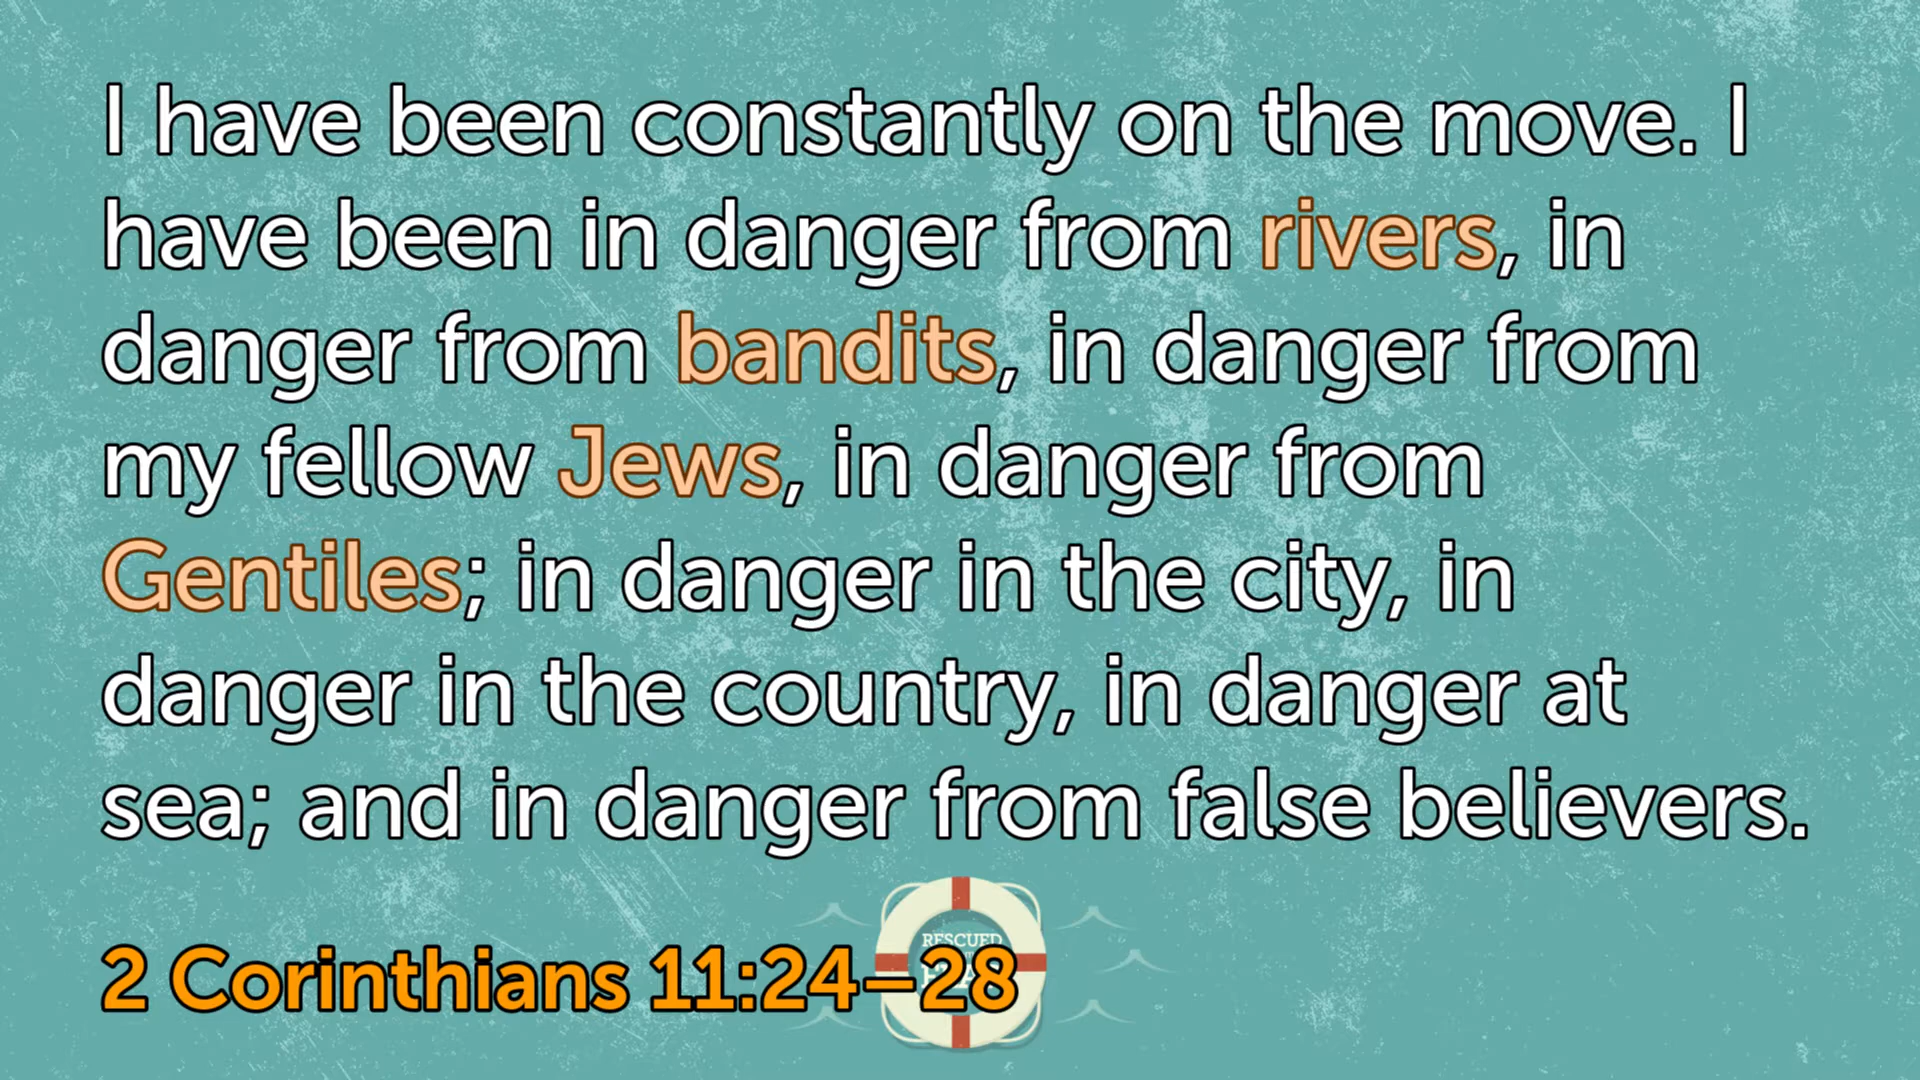 I have been constantly on the move. I
have been in danger from rivers, in
danger from bandits, in danger from
my fellow Jews, in danger from
Gentiles; in danger in the city, in
danger in the country, in danger at
sea; and in danger from false believers.
RESCUED
2 Corinthians 11:24–28